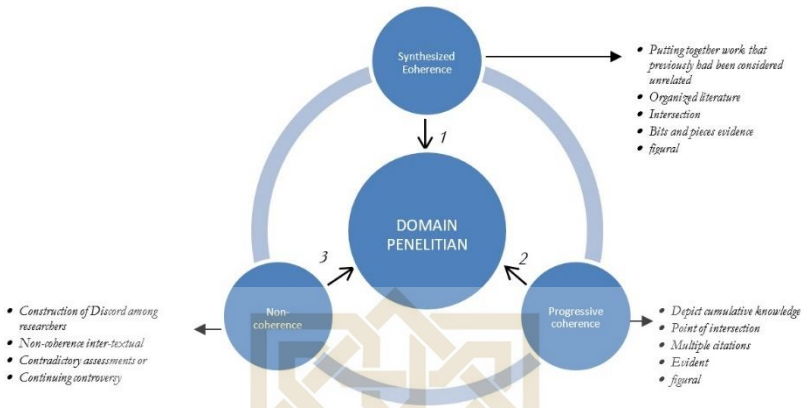 Synthesized
Eoherence
• Putting together work that
previously had been considered
unrelated
• Organized literature
• Intersection
• Bits and pieces evidence
• figural
1
DOMAIN
PENELITIAN
3
2
Non-
coherence
Progressive
coherence
• Construction of Discord among
researchers
• Non-coherence inter-textual
• Contradictory assessments or
• Continuing controversy
• Depict cumulative knowledge
• Point of intersection
• Multiple citations
• Evident
• figural